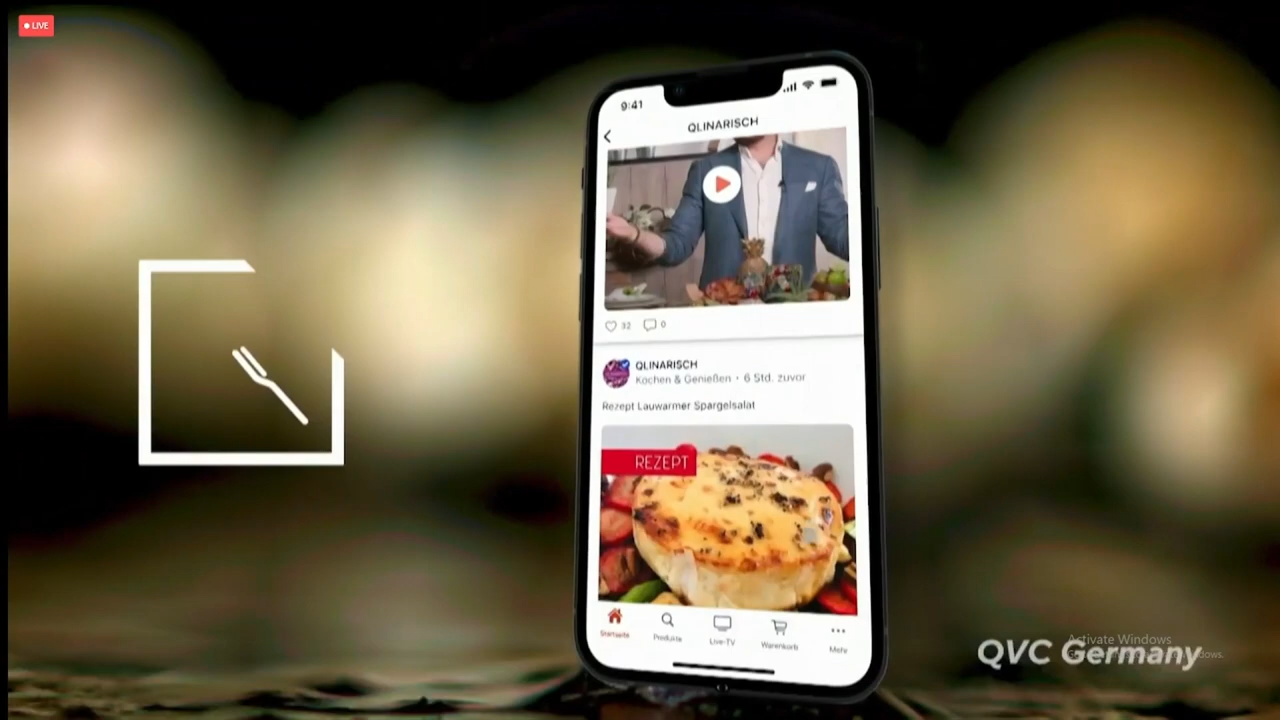 LIVE
9:41
QLINARISCH
32
0
QLINARISCH
Kochen & Genießen • 6 Std. zuvor
Rezept Lauwarmer Spargelsalat
REZEPT
Startseite
Produkte
Live-TV
Warenkorb
Mehr
Activate Windows
QVC Germany